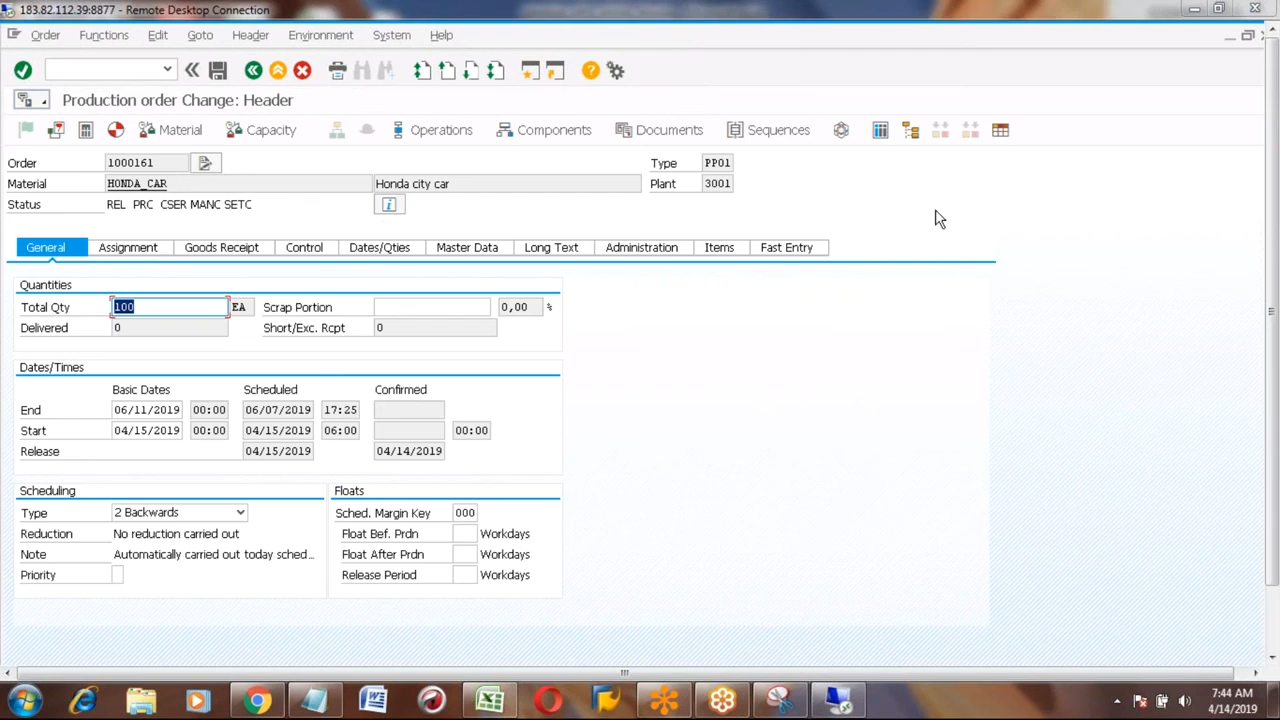 183.82.112.39:8877 - Remote Desktop Connection
Order Functions Edit Goto Header Environment System Help
Production order Change: Header
Material Capacity Operations Components Documents Sequences
Order 1000161 Type PP01
Material HONDA_CAR Honda city car Plant 3001
Status REL PRC CSER MANC SETC
General Assignment Goods Receipt Control Dates/Qties Master Data Long Text Administration Items Fast Entry
Quantities
Total Qty 100 EA Scrap Portion 0,00 %
Delivered 0 Short/Exc. Rcpt 0
Dates/Times
Basic Dates Scheduled Confirmed
End 06/11/2019 00:00 06/07/2019 17:25
Start 04/15/2019 00:00 04/15/2019 06:00 00:00
Release 04/15/2019 04/14/2019
Scheduling Floats
Type 2 Backwards Sched. Margin Key 000
Reduction No reduction carried out Float Bef. Prdn Workdays
Note Automatically carried out today sched... Float After Prdn Workdays
Priority Release Period Workdays
7:44 AM
4/14/2019